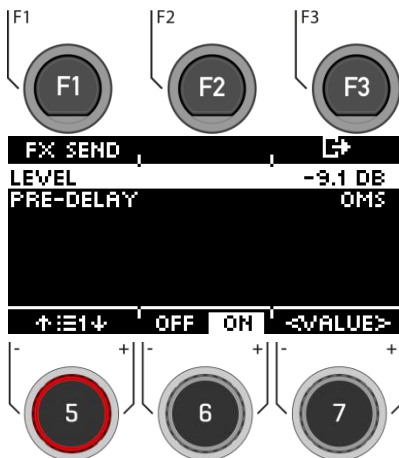 F1 F2 F3
F1 F2 F3
FX SEND
LEVEL -9.1 DB
PRE-DELAY 0MS
↑1↓ OFF ON <VALUE>
- + - + - +
5 6 7